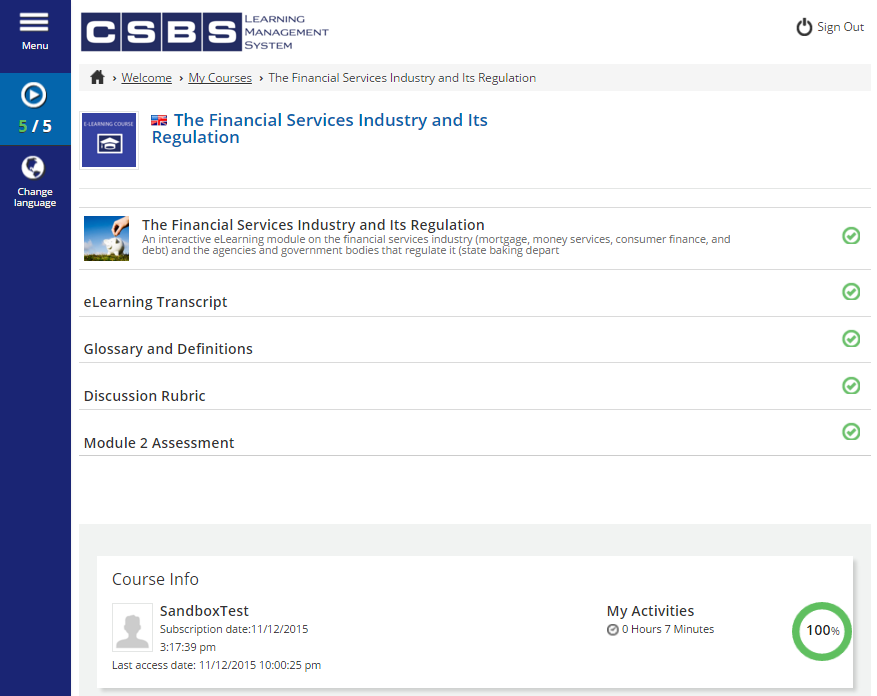 Menu
5 / 5
Change
language
CSBS LEARNING
MANAGEMENT
SYSTEM
Sign Out
› Welcome › My Courses › The Financial Services Industry and Its Regulation
E-LEARNING COURSE
The Financial Services Industry and Its
Regulation
The Financial Services Industry and Its Regulation
An interactive eLearning module on the financial services industry (mortgage, money services, consumer finance, and
debt) and the agencies and government bodies that regulate it (state baking depart
eLearning Transcript
Glossary and Definitions
Discussion Rubric
Module 2 Assessment
Course Info
SandboxTest
Subscription date:11/12/2015
3:17:39 pm
Last access date: 11/12/2015 10:00:25 pm
My Activities
0 Hours 7 Minutes
100%